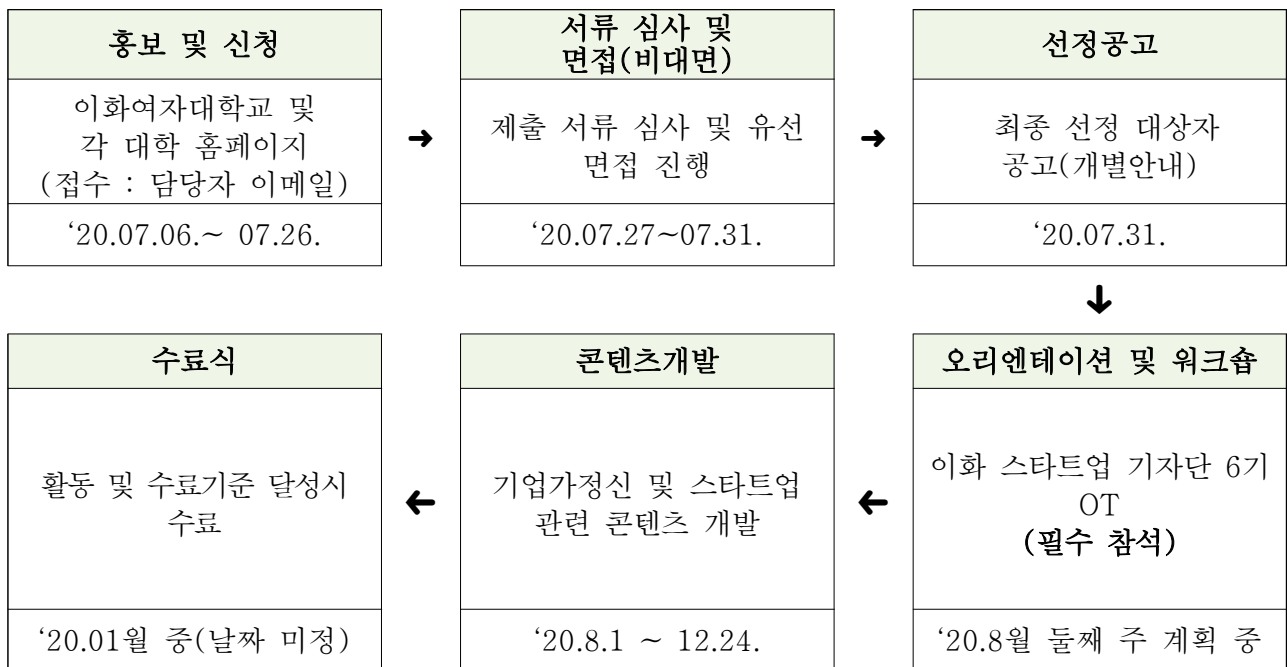 홍보 및 신청
이화여자대학교 및
각 대학 홈페이지
(접수 : 담당자 이메일)
‘20.07.06.~ 07.26.
➜
서류 심사 및
면접(비대면)
제출 서류 심사 및 유선
면접 진행
‘20.07.27~07.31.
➜
선정공고
최종 선정 대상자
공고(개별안내)
‘20.07.31.
🡻
오리엔테이션 및 워크숍
이화 스타트업 기자단 6기
OT
(필수 참석)
‘20.8월 둘째 주 계획 중
🡸
콘텐츠개발
기업가정신 및 스타트업
관련 콘텐츠 개발
‘20.8.1 ~ 12.24.
🡸
수료식
활동 및 수료기준 달성시
수료
‘20.01월 중(날짜 미정)